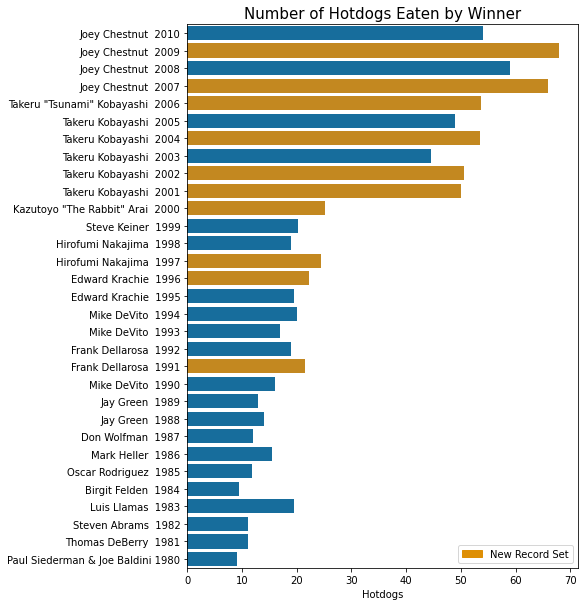 Number of Hotdogs Eaten by Winner
Joey Chestnut 2010
Joey Chestnut 2009
Joey Chestnut 2008
Joey Chestnut 2007
Takeru "Tsunami" Kobayashi 2006
Takeru Kobayashi 2005
Takeru Kobayashi 2004
Takeru Kobayashi 2003
Takeru Kobayashi 2002
Takeru Kobayashi 2001
Kazutoyo "The Rabbit" Arai 2000
Steve Keiner 1999
Hirofumi Nakajima 1998
Hirofumi Nakajima 1997
Edward Krachie 1996
Edward Krachie 1995
Mike DeVito 1994
Mike DeVito 1993
Frank Dellarosa 1992
Frank Dellarosa 1991
Mike DeVito 1990
Jay Green 1989
Jay Green 1988
Don Wolfman 1987
Mark Heller 1986
Oscar Rodriguez 1985
Birgit Felden 1984
Luis Llamas 1983
Steven Abrams 1982
Thomas DeBerry 1981
Paul Siederman & Joe Baldini 1980
New Record Set
0 10 20 30 40 50 60 70
Hotdogs